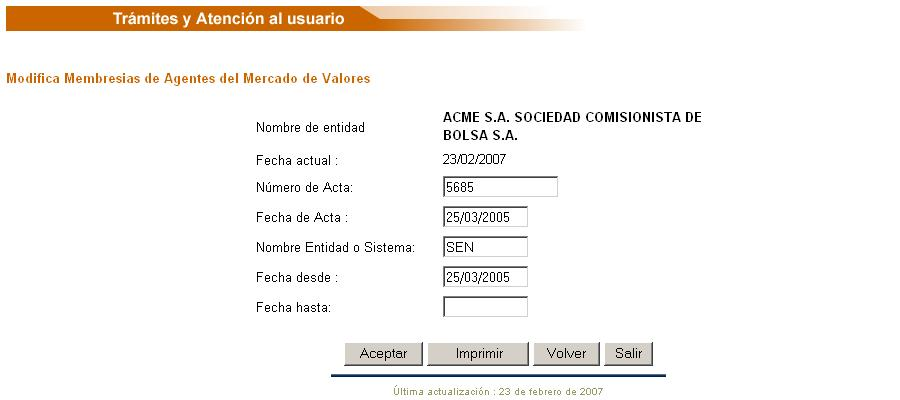 Trámites y Atención al usuario
Modifica Membresias de Agentes del Mercado de Valores
Nombre de entidad
ACME S.A. SOCIEDAD COMISIONISTA DE
BOLSA S.A.
Fecha actual : 23/02/2007
Número de Acta: 5685
Fecha de Acta : 25/03/2005
Nombre Entidad o Sistema: SEN
Fecha desde : 25/03/2005
Fecha hasta:
Aceptar Imprimir Volver Salir
Última actualización : 23 de febrero de 2007